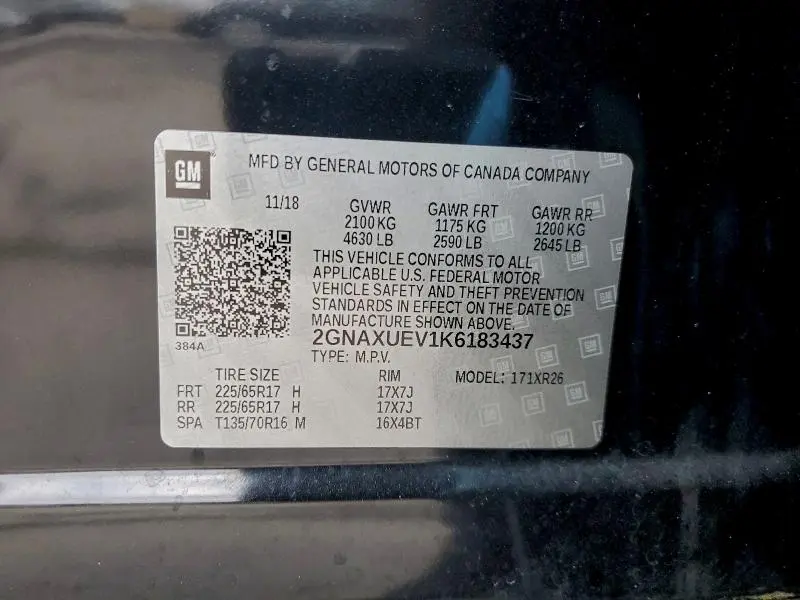 GM
MFD BY GENERAL MOTORS OF CANADA COMPANY
11/18 GVWR GAWR FRT GAWR RR
2100 KG 1175 KG 1200 KG
4630 LB 2590 LB 2645 LB
THIS VEHICLE CONFORMS TO ALL
APPLICABLE U.S. FEDERAL MOTOR
VEHICLE SAFETY AND THEFT PREVENTION
STANDARDS IN EFFECT ON THE DATE OF
MANUFACTURE SHOWN ABOVE.
384A
2GNAXUEV1K6183437
TYPE: M.P.V.
TIRE SIZE RIM MODEL: 171XR26
FRT 225/65R17 H 17X7J
RR 225/65R17 H 17X7J
SPA T135/70R16 M 16X4BT